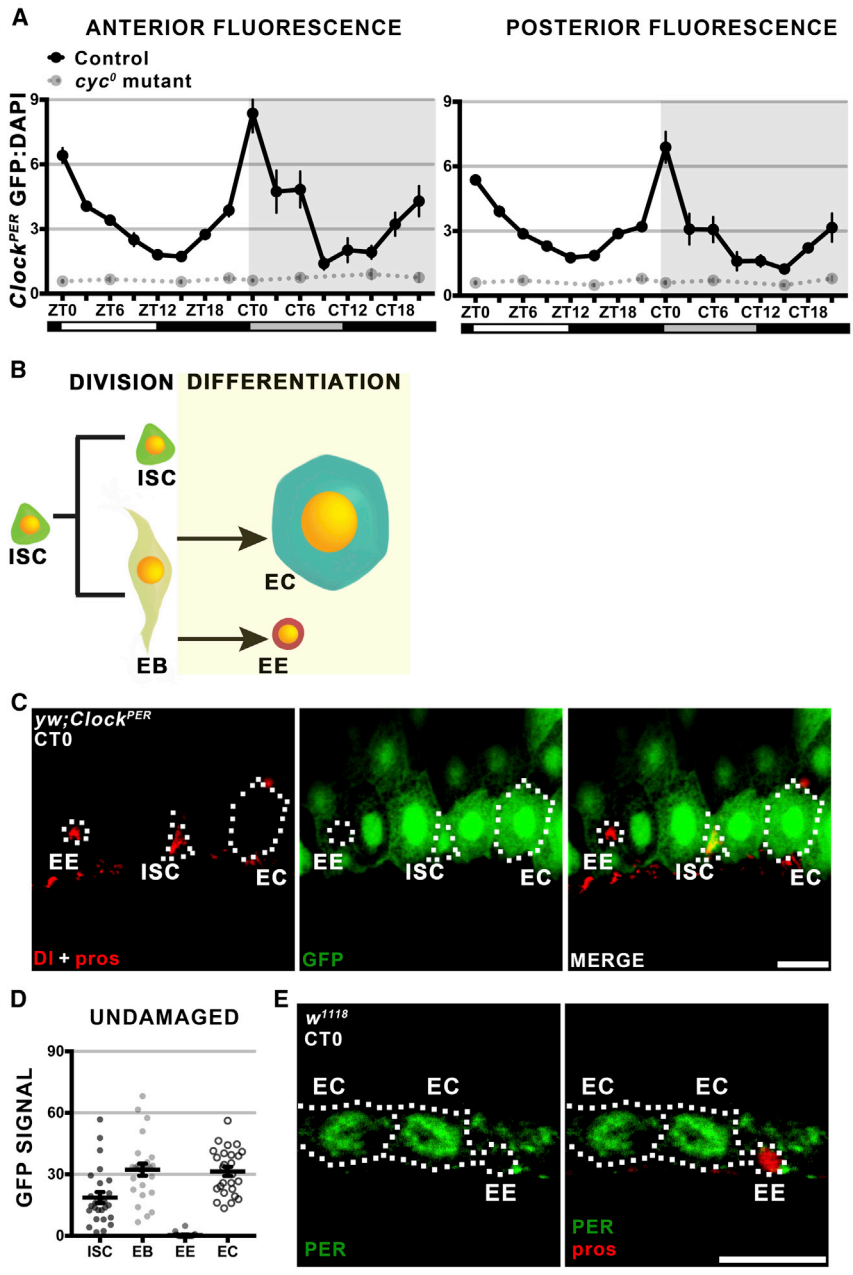 A
ANTERIOR FLUORESCENCE
POSTERIOR FLUORESCENCE
Control
cyc⁰ mutant
Clockᴾᴱᴿ GFP:DAPI
9
6
3
0
ZT0 ZT6 ZT12 ZT18 CT0 CT6 CT12 CT18
9
6
3
0
ZT0 ZT6 ZT12 ZT18 CT0 CT6 CT12 CT18
B
DIVISION DIFFERENTIATION
ISC
ISC
EC
EB
EE
C
yw;Clockᴾᴱᴿ
CT0
EE
ISC
EC
Dl + pros
EE
ISC
EC
GFP
EE
ISC
EC
MERGE
D
UNDAMAGED
GFP SIGNAL
90
60
30
0
ISC EB EE EC
E
w¹¹¹⁸
CT0
EC
EC
EE
PER
EC
EC
EE
PER
pros